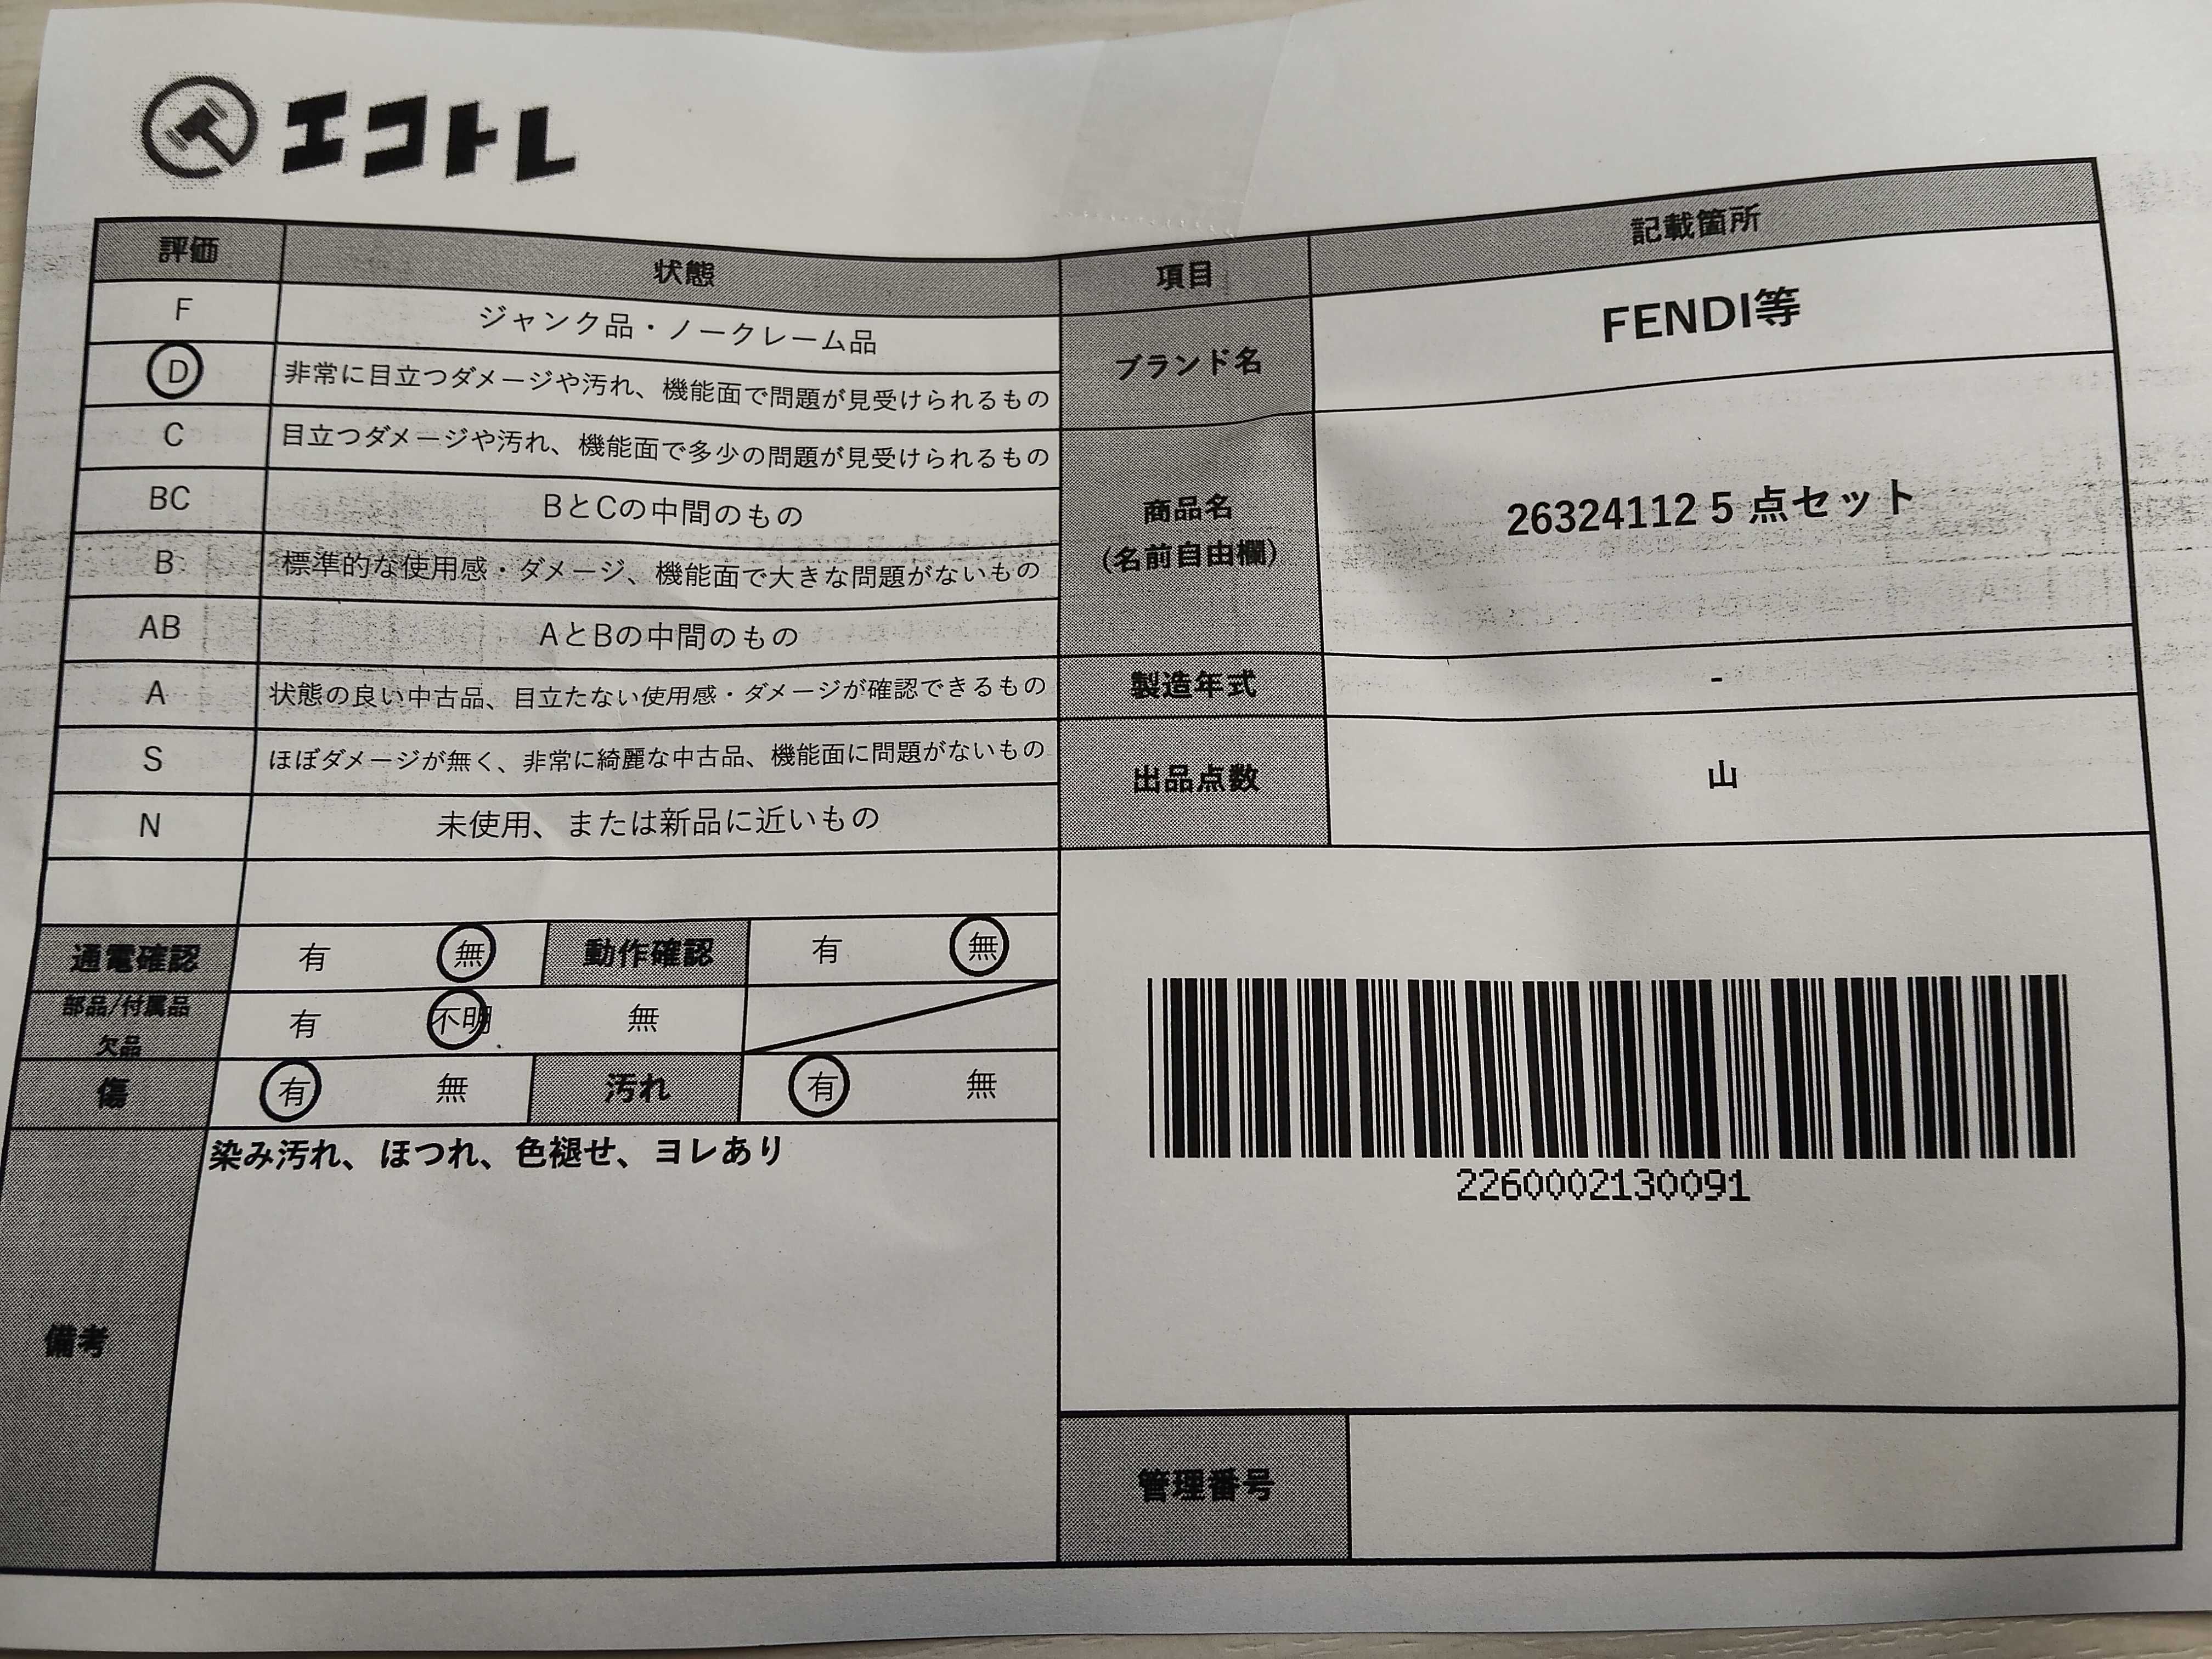 エコトレ
評価 状態
F ジャンク品・ノークレーム品
D 非常に目立つダメージや汚れ、機能面で問題が見受けられるもの
C 目立つダメージや汚れ、機能面で多少の問題が見受けられるもの
BC BとCの中間のもの
B 標準的な使用感・ダメージ、機能面で大きな問題がないもの
AB AとBの中間のもの
A 状態の良い中古品、目立たない使用感・ダメージが確認できるもの
S ほぼダメージが無く、非常に綺麗な中古品、機能面に問題がないもの
N 未使用、または新品に近いもの
通電確認 有 無 動作確認 有 無
部品/付属品
欠品 有 不明 無
傷 有 無 汚れ 有 無
備考 染み汚れ、ほつれ、色褪せ、ヨレあり
項目 記載箇所
ブランド名 FENDI等
商品名
(名前自由欄) 26324112 5 点セット
製造年式 -
出品点数 山
2260002130091
管理番号